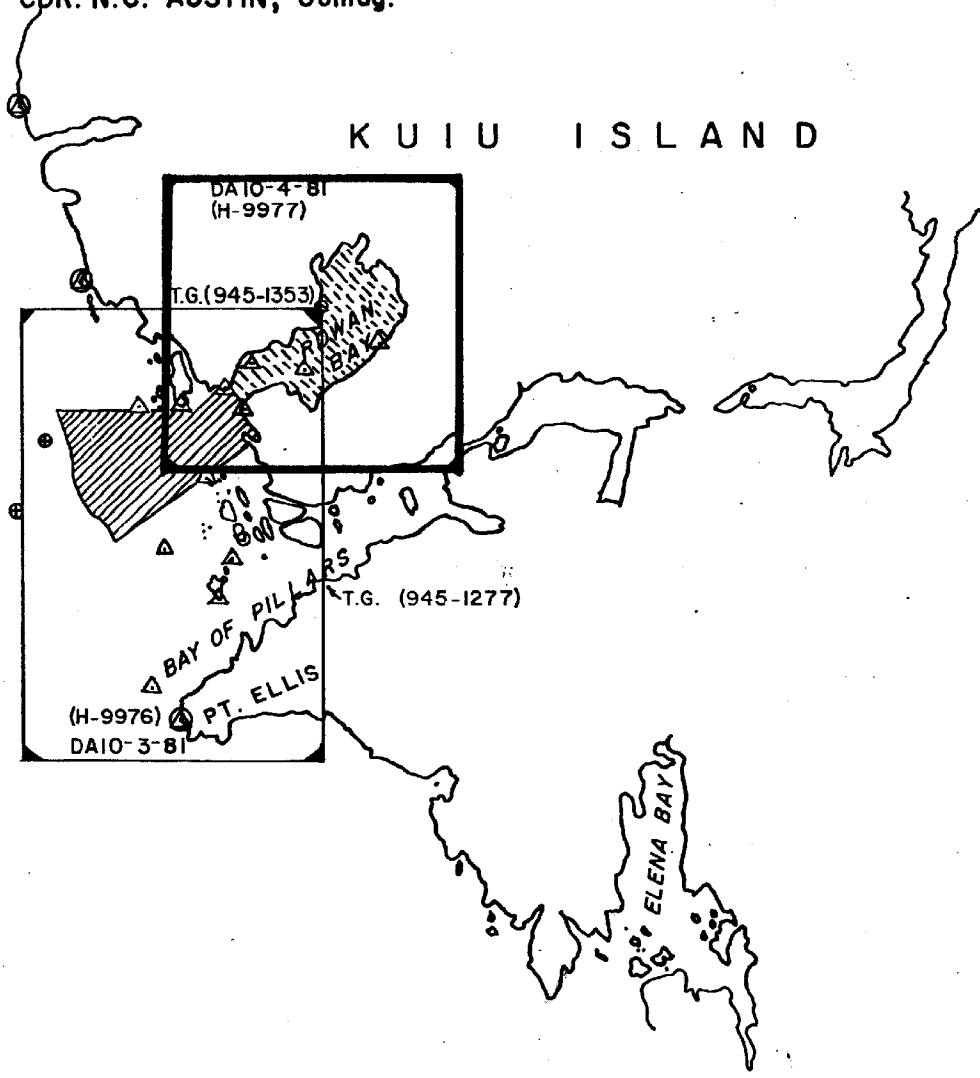 CDR. N.C. AUSTIN, Comdg.
KUIU ISLAND
DA10-4-81
(H-9977)
T.G.(945-1353)
ROWAN
BAY
BAY OF PILLARS
T.G. (945-1277)
PT. ELLIS
(H-9976)
DA10-3-81
ELENA BAY